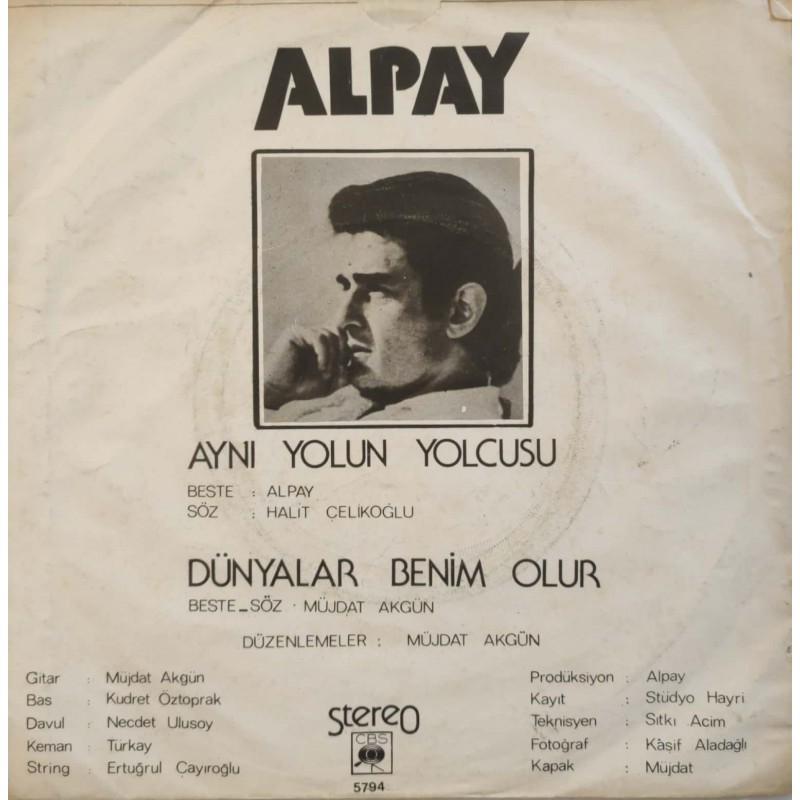 ALPAY
AYNI YOLUN YOLCUSU
BESTE : ALPAY
SÖZ : HALİT ÇELİKOĞLU
DÜNYALAR BENİM OLUR
BESTE_SÖZ · MÜJDAT AKGÜN
DÜZENLEMELER : MÜJDAT AKGÜN
Gitar : Müjdat Akgün
Bas : Kudret Öztoprak
Davul : Necdet Ulusoy
Keman : Türkay
String : Ertuğrul Çayıroğlu
stereo
CBS
5794
Prodüksiyon : Alpay
Kayıt : Stüdyo Hayri
Teknisyen : Sıtkı Acim
Fotoğraf : Kâşif Aladağlı
Kapak : Müjdat